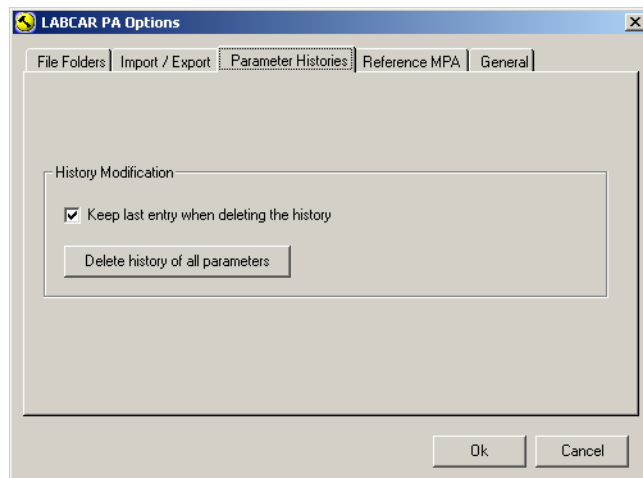 LABCAR PA Options
File Folders Import / Export Parameter Histories Reference MPA General
History Modification
Keep last entry when deleting the history
Delete history of all parameters
Ok Cancel